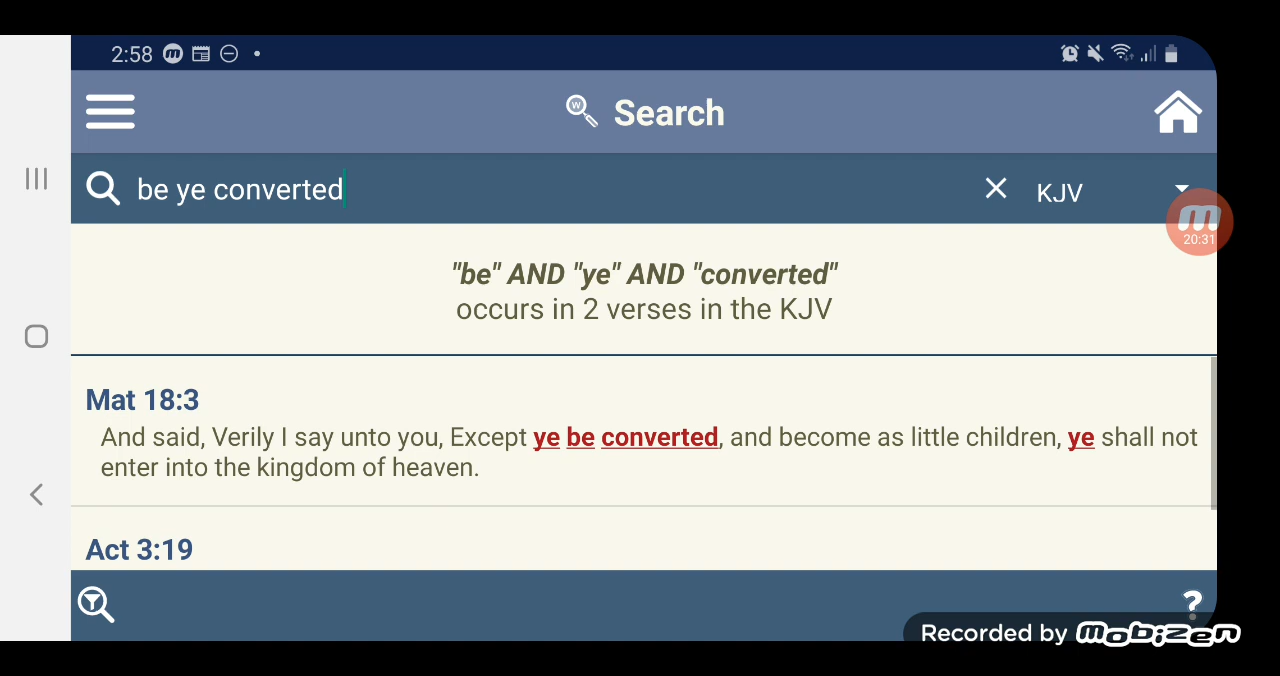 2:58
Search
be ye converted
KJV
20:31
"be" AND "ye" AND "converted"
occurs in 2 verses in the KJV
Mat 18:3
And said, Verily I say unto you, Except ye be converted, and become as little children, ye shall not
enter into the kingdom of heaven.
Act 3:19
?
Recorded by mobizen